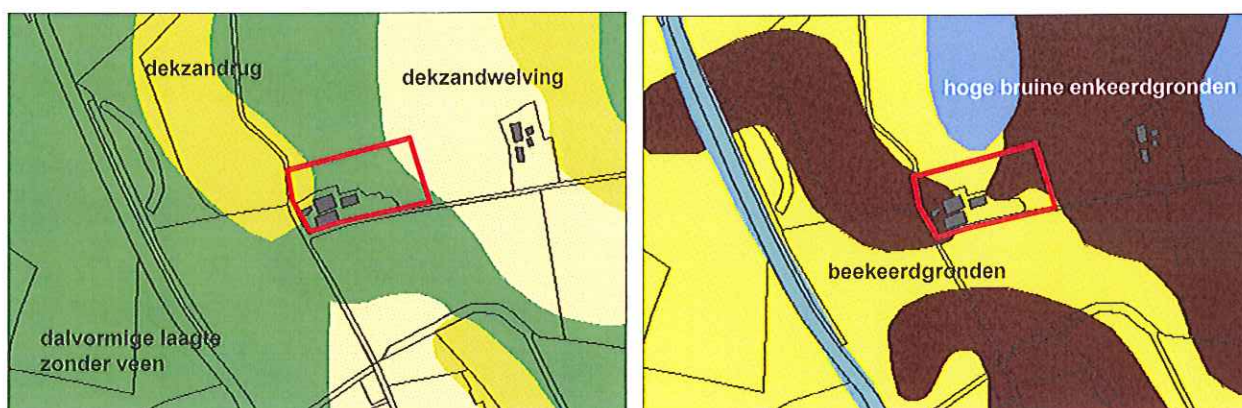 dekzandrug
dekzandwelving
dalvormige laagte
zonder veen
hoge bruine enkeerdgronden
beekeerdgronden